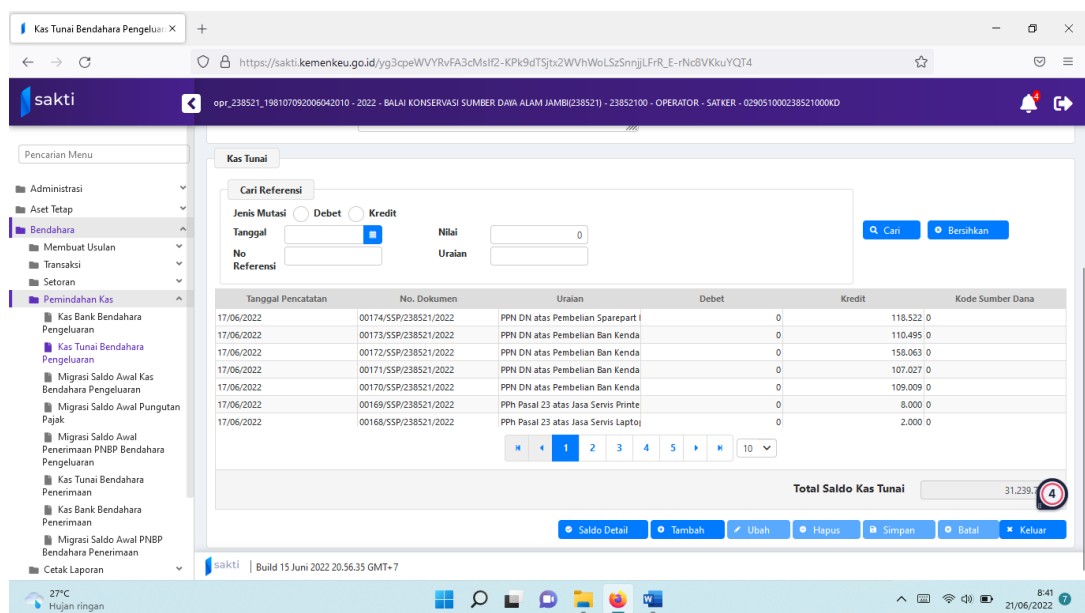 Kas Tunai Bendahara Pengeluar
https://sakti.kemenkeu.go.id/
sakti
opr_238521_198107092006042010 - 2022 - BALAI KONSERVASI SUMBER DAYA ALAM JAMBI(238521) - 23852100 - OPERATOR - SATKER - 029051000238521000KD
4
Pencarian Menu
Administrasi
Aset Tetap
Bendahara
Membuat Usulan
Transaksi
Setoran
Pemindahan Kas
Kas Bank Bendahara
Pengeluaran
Kas Tunai Bendahara
Pengeluaran
Migrasi Saldo Awal Kas
Bendahara Pengeluaran
Migrasi Saldo Awal Pungutan
Pajak
Migrasi Saldo Awal
Penerimaan PNBP Bendahara
Pengeluaran
Kas Tunai Bendahara
Penerimaan
Kas Bank Bendahara
Penerimaan
Migrasi Saldo Awal PNBP
Bendahara Penerimaan
Cetak Laporan
Kas Tunai
Cari Referensi
Jenis Mutasi Debet Kredit
Tanggal Nilai 0
No Referensi Uraian
Cari Bersihkan
Tanggal Pencatatan No. Dokumen Uraian Debet Kredit Kode Sumber Dana
17/06/2022 00174/SSP/238521/2022 PPN DN atas Pembelian Sparepart 0 118.522 0
17/06/2022 00173/SSP/238521/2022 PPN DN atas Pembelian Ban Kenda 0 110.495 0
17/06/2022 00172/SSP/238521/2022 PPN DN atas Pembelian Ban Kenda 0 158.063 0
17/06/2022 00171/SSP/238521/2022 PPN DN atas Pembelian Ban Kenda 0 107.027 0
17/06/2022 00170/SSP/238521/2022 PPN DN atas Pembelian Ban Kenda 0 109.009 0
17/06/2022 00169/SSP/238521/2022 PPh Pasal 23 atas Jasa Servis Printe 0 8.000 0
17/06/2022 00168/SSP/238521/2022 PPh Pasal 23 atas Jasa Servis Laptop 0 2.000 0
1 2 3 4 5 10
Total Saldo Kas Tunai 31.239. 4
Saldo Detail Tambah Ubah Hapus Simpan Batal Keluar
sakti Build 15 Juni 2022 20.56.35 GMT+7
27°C
Hujan ringan
8:41
21/06/2022
7